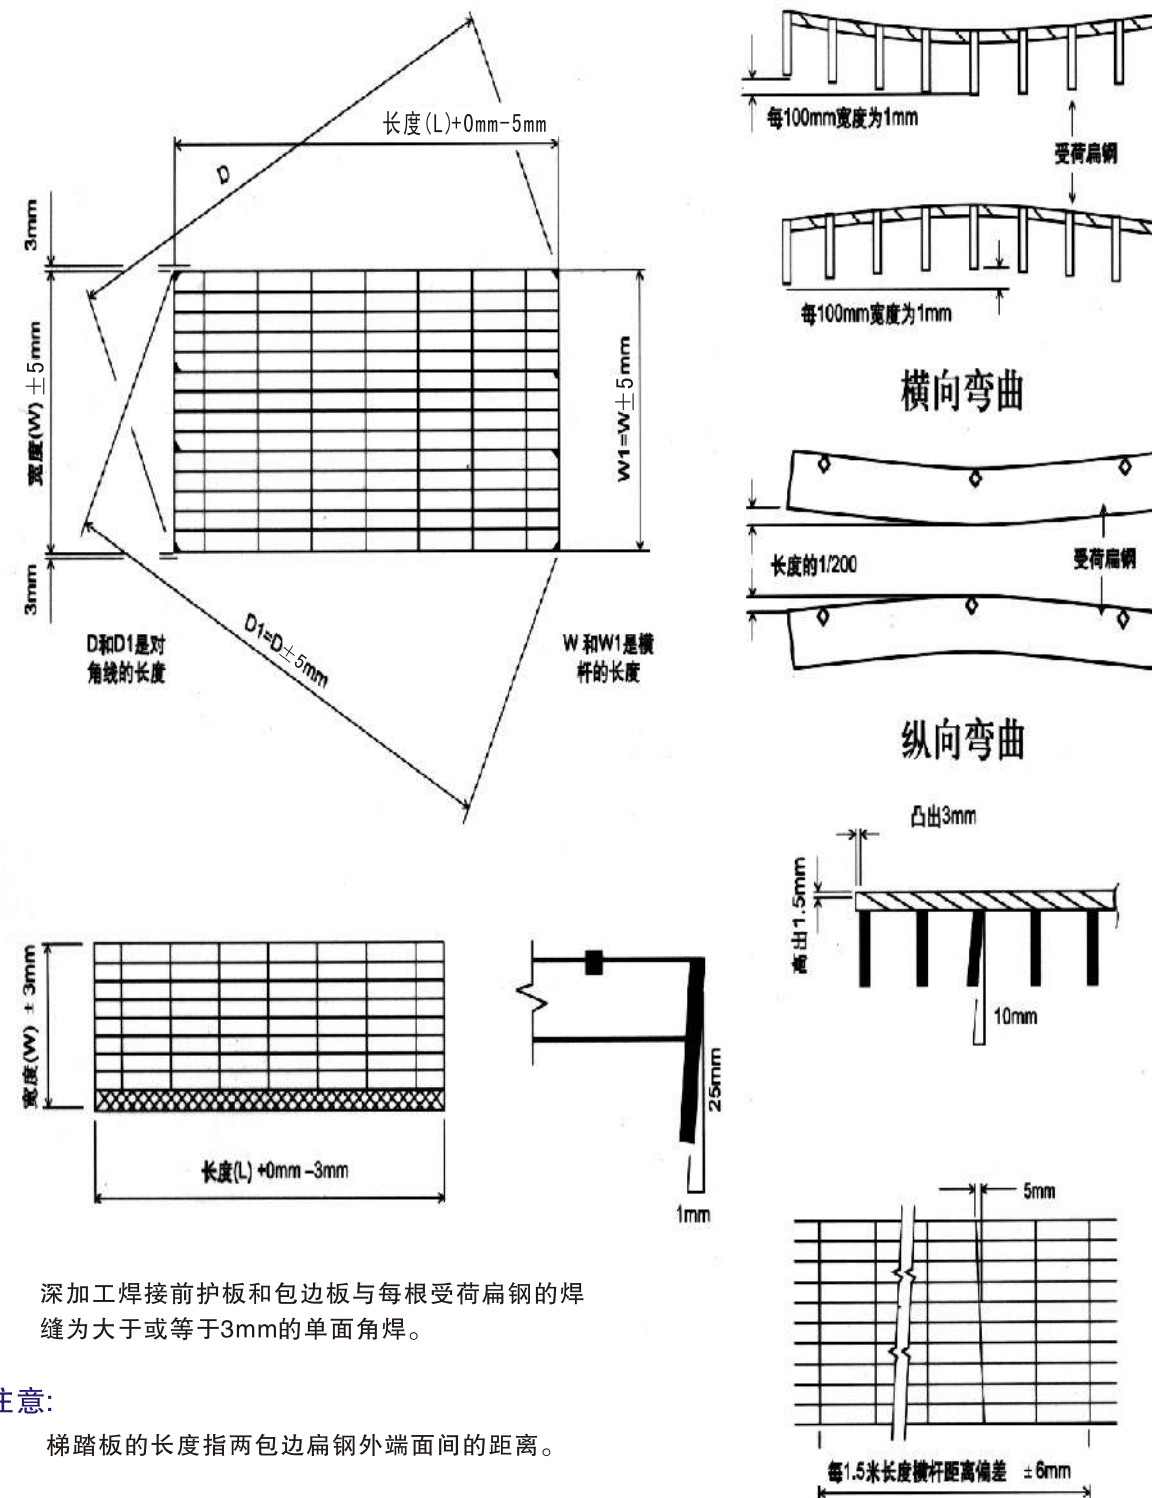 长度(L)+0mm-5mm
D
3mm
宽度(W)±5mm
3mm
W1=W±5mm
D1=D±5mm
D和D1是对
角线的长度
W 和W1是横
杆的长度
每100mm宽度为1mm
受荷扁钢
每100mm宽度为1mm
横向弯曲
长度的1/200
受荷扁钢
纵向弯曲
凸出3mm
高出1.5mm
10mm
宽度(W) ± 3mm
长度(L) +0mm –3mm
25mm
1mm
5mm
每1.5米长度横杆距离偏差 ±6mm
深加工焊接前护板和包边板与每根受荷扁钢的焊
缝为大于或等于3mm的单面角焊。
注意:
梯踏板的长度指两包边扁钢外端面间的距离。